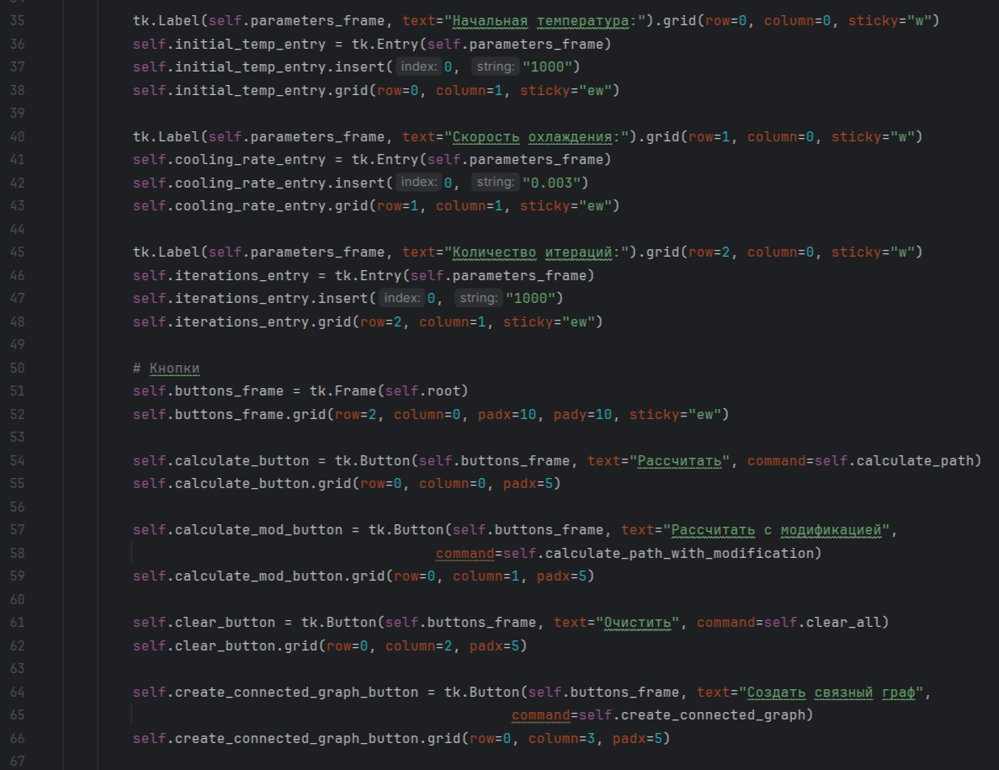 35 tk.Label(self.parameters_frame, text="Начальная температура:").grid(row=0, column=0, sticky="w")
36 self.initial_temp_entry = tk.Entry(self.parameters_frame)
37 self.initial_temp_entry.insert( index: 0, string: "1000")
38 self.initial_temp_entry.grid(row=0, column=1, sticky="ew")
39
40 tk.Label(self.parameters_frame, text="Скорость охлаждения:").grid(row=1, column=0, sticky="w")
41 self.cooling_rate_entry = tk.Entry(self.parameters_frame)
42 self.cooling_rate_entry.insert( index: 0, string: "0.003")
43 self.cooling_rate_entry.grid(row=1, column=1, sticky="ew")
44
45 tk.Label(self.parameters_frame, text="Количество итераций:").grid(row=2, column=0, sticky="w")
46 self.iterations_entry = tk.Entry(self.parameters_frame)
47 self.iterations_entry.insert( index: 0, string: "1000")
48 self.iterations_entry.grid(row=2, column=1, sticky="ew")
49
50 # Кнопки
51 self.buttons_frame = tk.Frame(self.root)
52 self.buttons_frame.grid(row=2, column=0, padx=10, pady=10, sticky="ew")
53
54 self.calculate_button = tk.Button(self.buttons_frame, text="Рассчитать", command=self.calculate_path)
55 self.calculate_button.grid(row=0, column=0, padx=5)
56
57 self.calculate_mod_button = tk.Button(self.buttons_frame, text="Рассчитать с модификацией",
58 command=self.calculate_path_with_modification)
59 self.calculate_mod_button.grid(row=0, column=1, padx=5)
60
61 self.clear_button = tk.Button(self.buttons_frame, text="Очистить", command=self.clear_all)
62 self.clear_button.grid(row=0, column=2, padx=5)
63
64 self.create_connected_graph_button = tk.Button(self.buttons_frame, text="Создать связный граф",
65 command=self.create_connected_graph)
66 self.create_connected_graph_button.grid(row=0, column=3, padx=5)
67